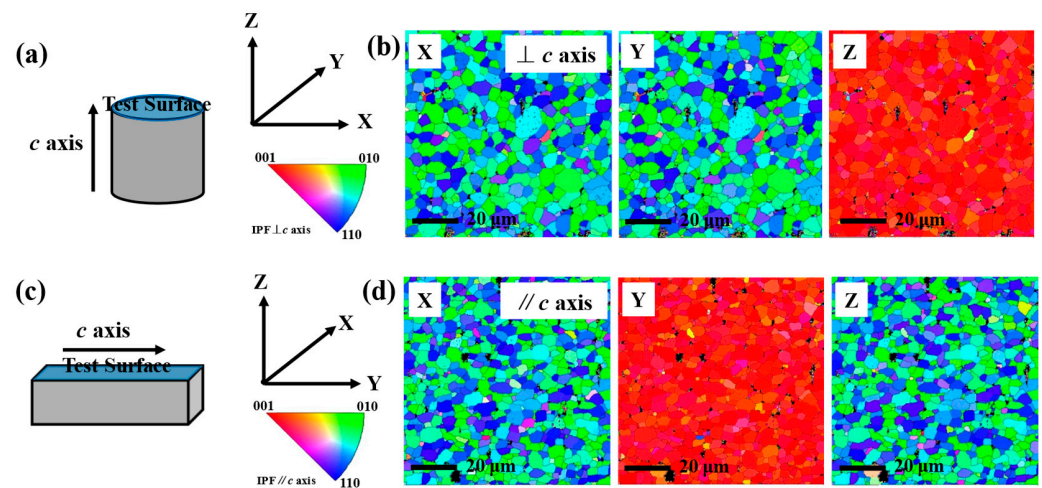 (a)
Test Surface
c axis
Z
Y
X
001
010
IPF⊥c axis
110
(b)
X
⊥ c axis
Y
Z
20 μm
20 μm
20 μm
(c)
c axis
Test Surface
Z
X
Y
001
010
IPF//c axis
110
(d)
X
// c axis
Y
Z
20 μm
20 μm
20 μm